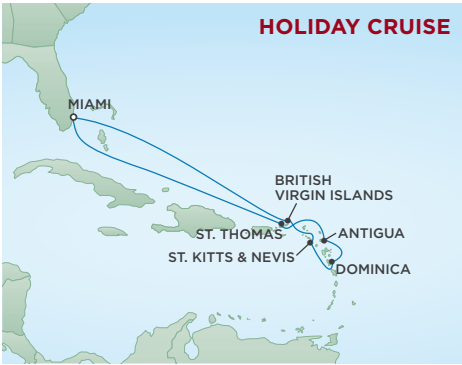 HOLIDAY CRUISE
MIAMI
BRITISH
VIRGIN ISLANDS
ST. THOMAS
ANTIGUA
ST. KITTS & NEVIS
DOMINICA